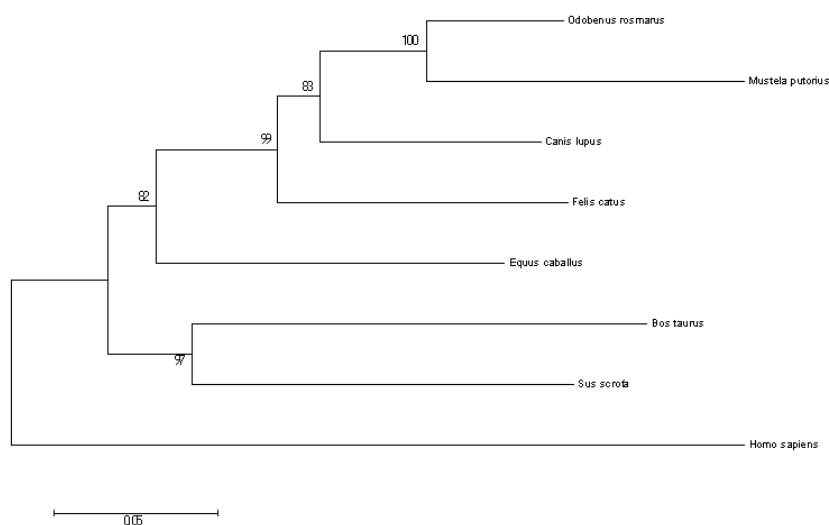 Odobenus rosmarus
100
Mustela putorius
83
Canis lupus
99
Felis catus
82
Equus caballus
Bos taurus
97
Sus scrofa
Homo sapiens
0.05